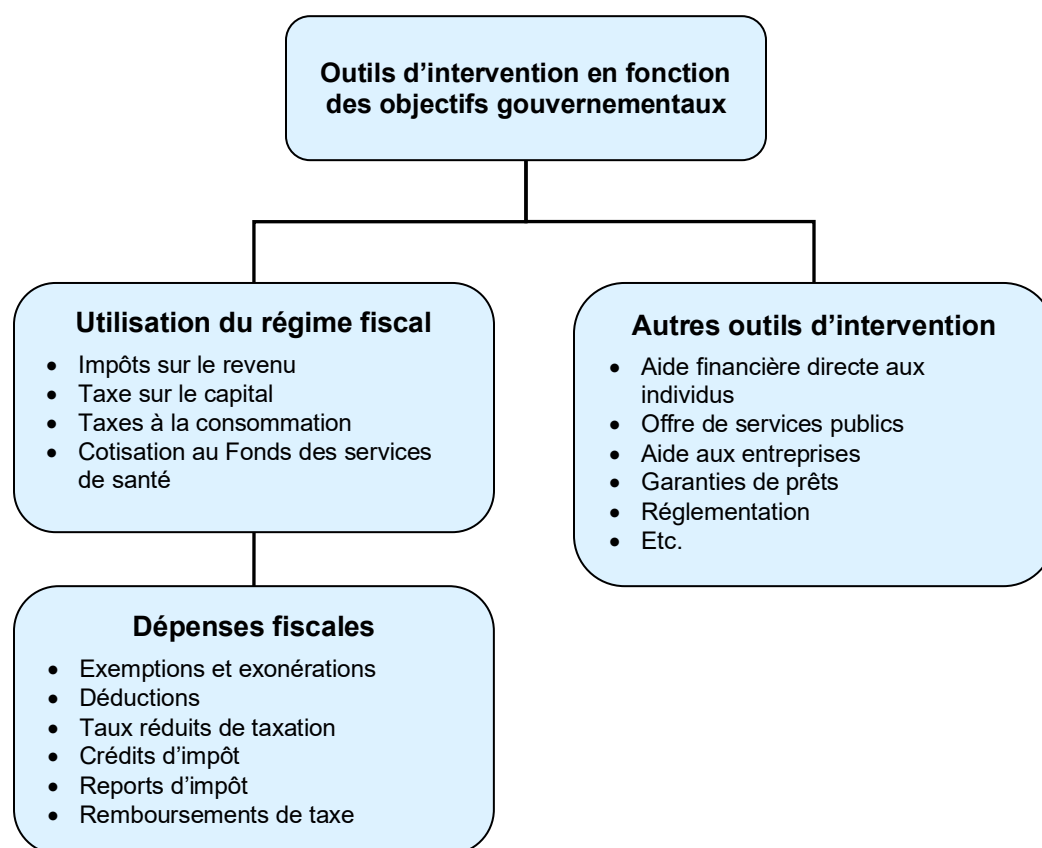 Outils d’intervention en fonction
des objectifs gouvernementaux
Utilisation du régime fiscal
• Impôts sur le revenu
• Taxe sur le capital
• Taxes à la consommation
• Cotisation au Fonds des services
de santé
Autres outils d’intervention
• Aide financière directe aux
individus
• Offre de services publics
• Aide aux entreprises
• Garanties de prêts
• Réglementation
• Etc.
Dépenses fiscales
• Exemptions et exonérations
• Déductions
• Taux réduits de taxation
• Crédits d’impôt
• Reports d’impôt
• Remboursements de taxe